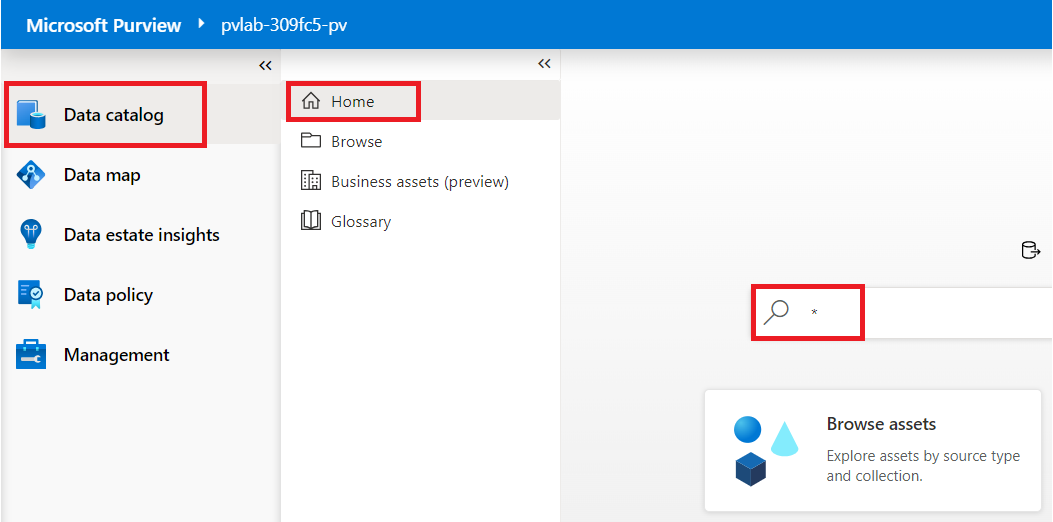 Microsoft Purview pvlab-309fc5-pv
Data catalog
Data map
Data estate insights
Data policy
Management
Home
Browse
Business assets (preview)
Glossary
*
Browse assets
Explore assets by source type
and collection.